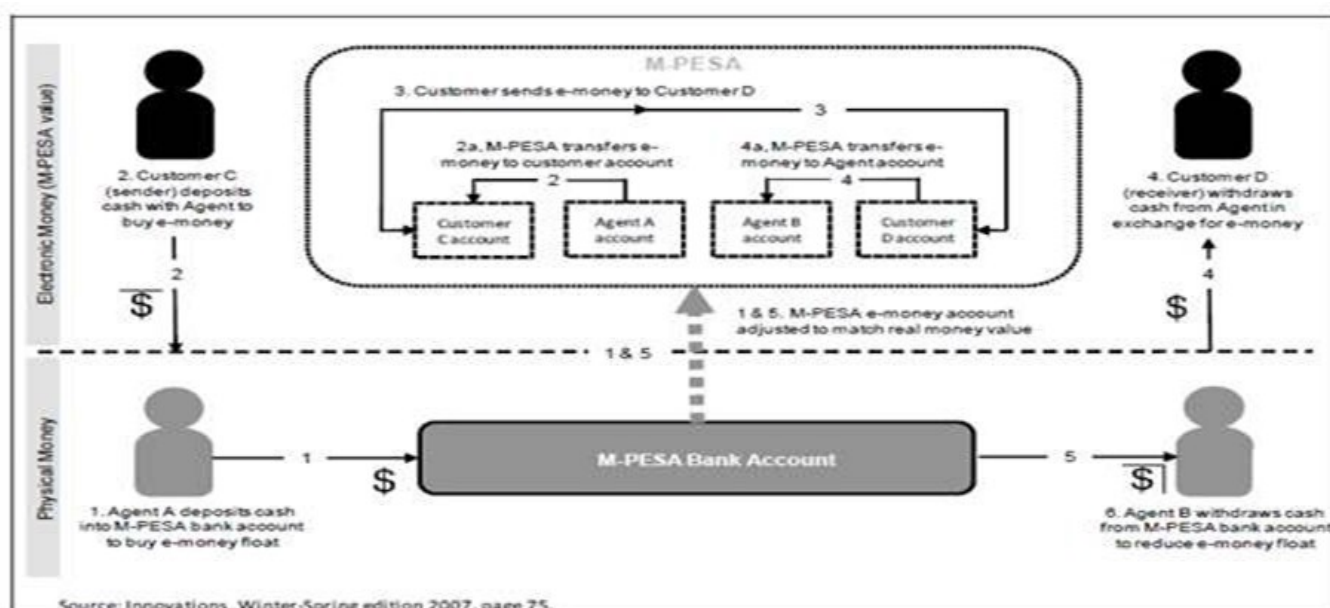 Electronic Money (M-PESA value)
M-PESA
3. Customer sends e-money to Customer D
3
2a, M-PESA transfers e-
money to customer account
2
4a, M-PESA transfers e-
money to Agent account
4
Customer
C account
Agent A
account
Agent B
account
Customer
D account
2. Customer C
(sender) deposits
cash with Agent to
buy e-money
2
$
4. Customer D
(receiver) withdraws
cash from Agent in
exchange for e-money
4
$
1 & 5. M-PESA e-money account
adjusted to match real money value
1 & 5
Physical Money
1
$
M-PESA Bank Account
5
$
1. Agent A deposits cash
into M-PESA bank account
to buy e-money float
6. Agent B withdraws cash
from M-PESA bank account
to reduce e-money float
Source: Innovations, Winter-Spring edition 2007, page 75.